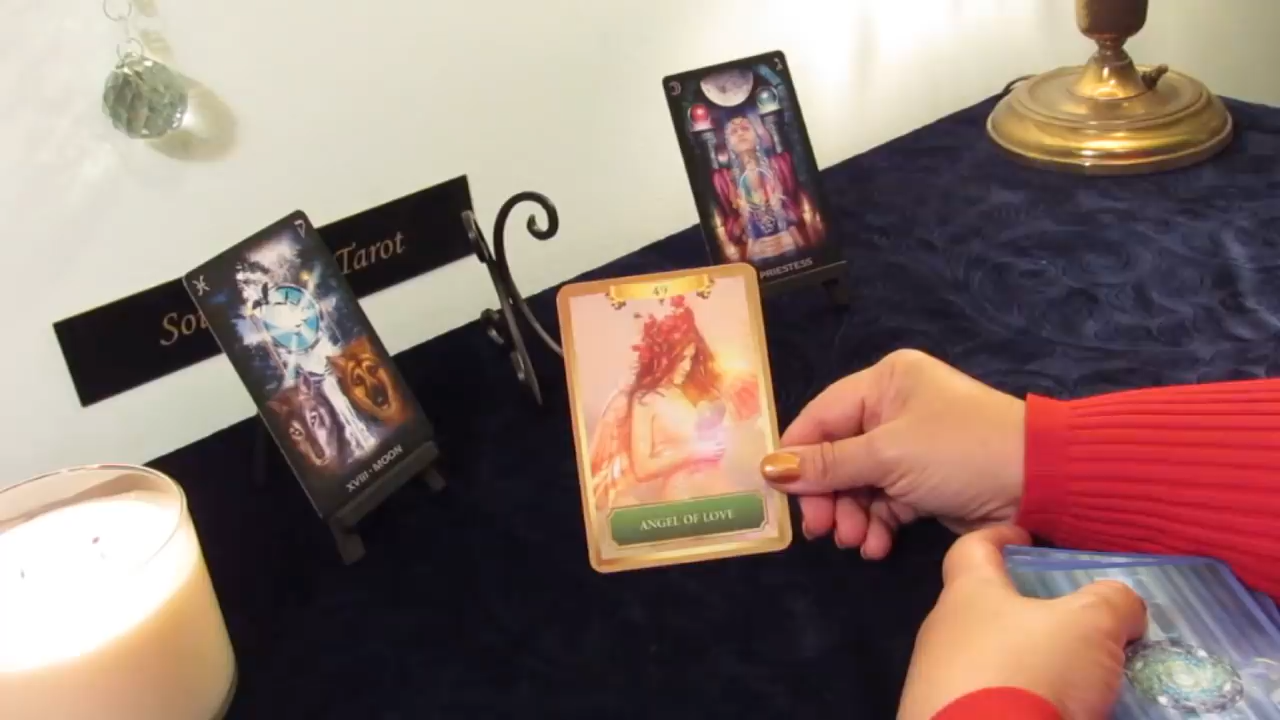 Tarot
XVIII · MOON
PRIESTESS
49
ANGEL OF LOVE